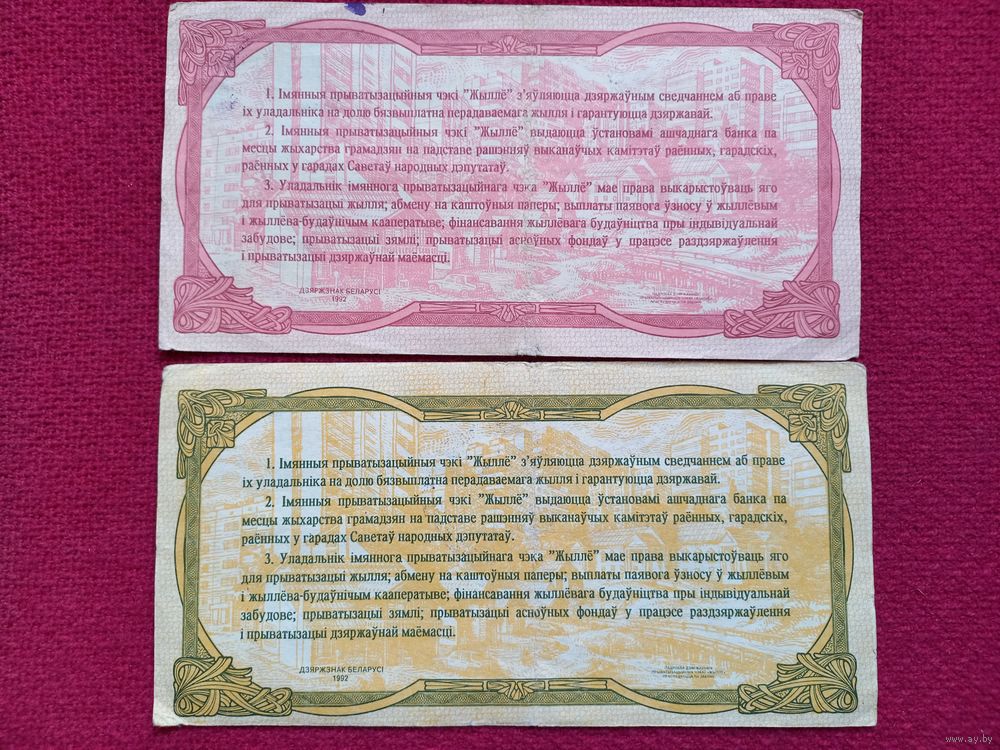 1. Імянныя прыватызацыйныя чэкі "Жыллё" з'яўляюцца дзяржаўным сведчаннем аб праве
іх уладальніка на долю бязвыплатна перадаваемага жылля і гарантуюцца дзяржавай.
2. Імянныя прыватызацыйныя чэкі "Жыллё" выдаюцца ўстановамі ашчаднага банка па
месцы жыхарства грамадзян на падставе рашэнняў выканаўчых камітэтаў раённых, гарадскіх,
раённых у гарадах Саветаў народных дэпутатаў.
3. Уладальнік імяннога прыватызацыйнага чэка "Жыллё" мае права выкарыстоўваць яго
для прыватызацыі жылля; абмену на каштоўныя паперы; выплаты паявога ўзносу ў жыллёвым
і жыллёва-будаўнічым кааператыве; фінансавання жыллёвага будаўніцтва пры індывідуальнай
забудове; прыватызацыі зямлі; прыватызацыі асноўных фондаў у працэсе раздзяржаўлення
і прыватызацыі дзяржаўнай маёмасці.
ДЗЯРЖЗНАК БЕЛАРУСІ
1992
1. Імянныя прыватызацыйныя чэкі "Жыллё" з'яўляюцца дзяржаўным сведчаннем аб праве
іх уладальніка на долю бязвыплатна перадаваемага жылля і гарантуюцца дзяржавай.
2. Імянныя прыватызацыйныя чэкі "Жыллё" выдаюцца ўстановамі ашчаднага банка па
месцы жыхарства грамадзян на падставе рашэнняў выканаўчых камітэтаў раённых, гарадскіх,
раённых у гарадах Саветаў народных дэпутатаў.
3. Уладальнік імяннога прыватызацыйнага чэка "Жыллё" мае права выкарыстоўваць яго
для прыватызацыі жылля; абмену на каштоўныя паперы; выплаты паявога ўзносу ў жыллёвым
і жыллёва-будаўнічым кааператыве; фінансавання жыллёвага будаўніцтва пры індывідуальнай
забудове; прыватызацыі зямлі; прыватызацыі асноўных фондаў у працэсе раздзяржаўлення
і прыватызацыі дзяржаўнай маёмасці.
ДЗЯРЖЗНАК БЕЛАРУСІ
1992
www.ay.by